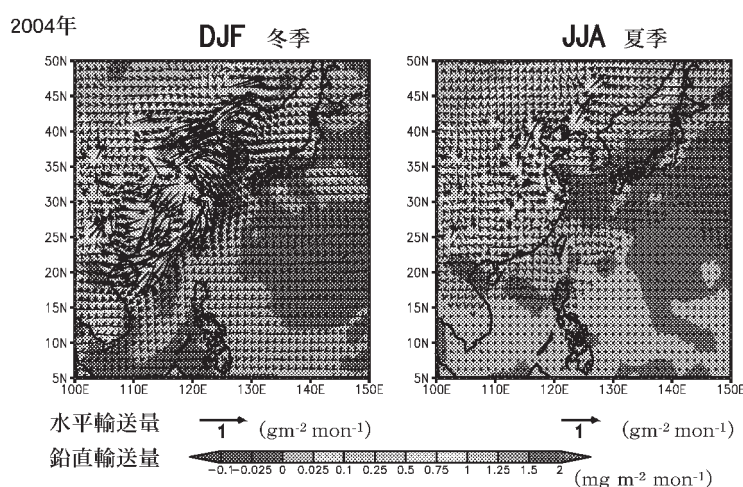 2004年
DJF 冬季 JJA 夏季
50N 50N
45N 45N
40N 40N
35N 35N
30N 30N
25N 25N
20N 20N
15N 15N
10N 10N
5N 5N
100E 110E 120E 130E 140E 150E 100E 110E 120E 130E 140E 150E
水平輸送量 1 (gm-2 mon-1) 1 (gm-2 mon-1)
鉛直輸送量 -0.1 -0.025 0 0.025 0.1 0.25 0.5 0.75 1 1.25 1.5 2
(mg m-2 mon-1)